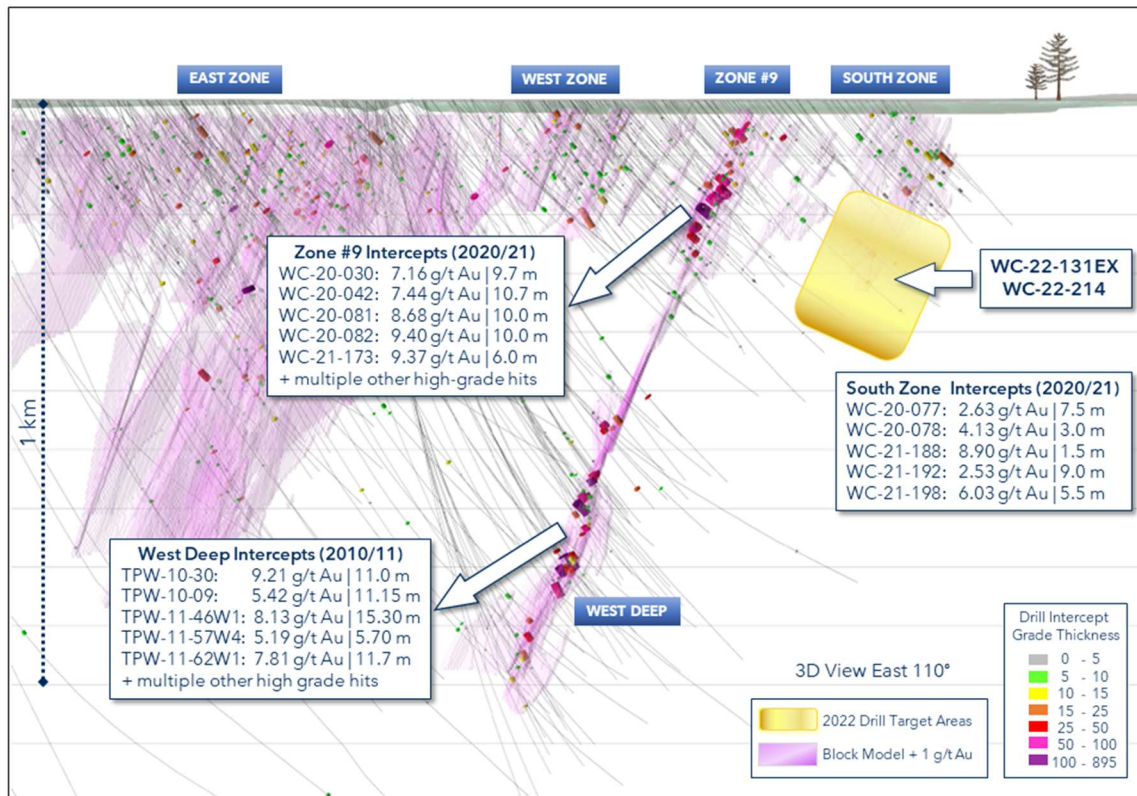 EAST ZONE
WEST ZONE
ZONE #9
SOUTH ZONE
Zone #9 Intercepts (2020/21)
WC-20-030: 7.16 g/t Au | 9.7 m
WC-20-042: 7.44 g/t Au | 10.7 m
WC-20-081: 8.68 g/t Au | 10.0 m
WC-20-082: 9.40 g/t Au | 10.0 m
WC-21-173: 9.37 g/t Au | 6.0 m
+ multiple other high-grade hits
WC-22-131EX
WC-22-214
1 km
South Zone Intercepts (2020/21)
WC-20-077: 2.63 g/t Au | 7.5 m
WC-20-078: 4.13 g/t Au | 3.0 m
WC-21-188: 8.90 g/t Au | 1.5 m
WC-21-192: 2.53 g/t Au | 9.0 m
WC-21-198: 6.03 g/t Au | 5.5 m
West Deep Intercepts (2010/11)
TPW-10-30: 9.21 g/t Au | 11.0 m
TPW-10-09: 5.42 g/t Au | 11.15 m
TPW-11-46W1: 8.13 g/t Au | 15.30 m
TPW-11-57W4: 5.19 g/t Au | 5.70 m
TPW-11-62W1: 7.81 g/t Au | 11.7 m
+ multiple other high grade hits
WEST DEEP
3D View East 110°
2022 Drill Target Areas
Block Model + 1 g/t Au
Drill Intercept
Grade Thickness
0 - 5
5 - 10
10 - 15
15 - 25
25 - 50
50 - 100
100 - 895